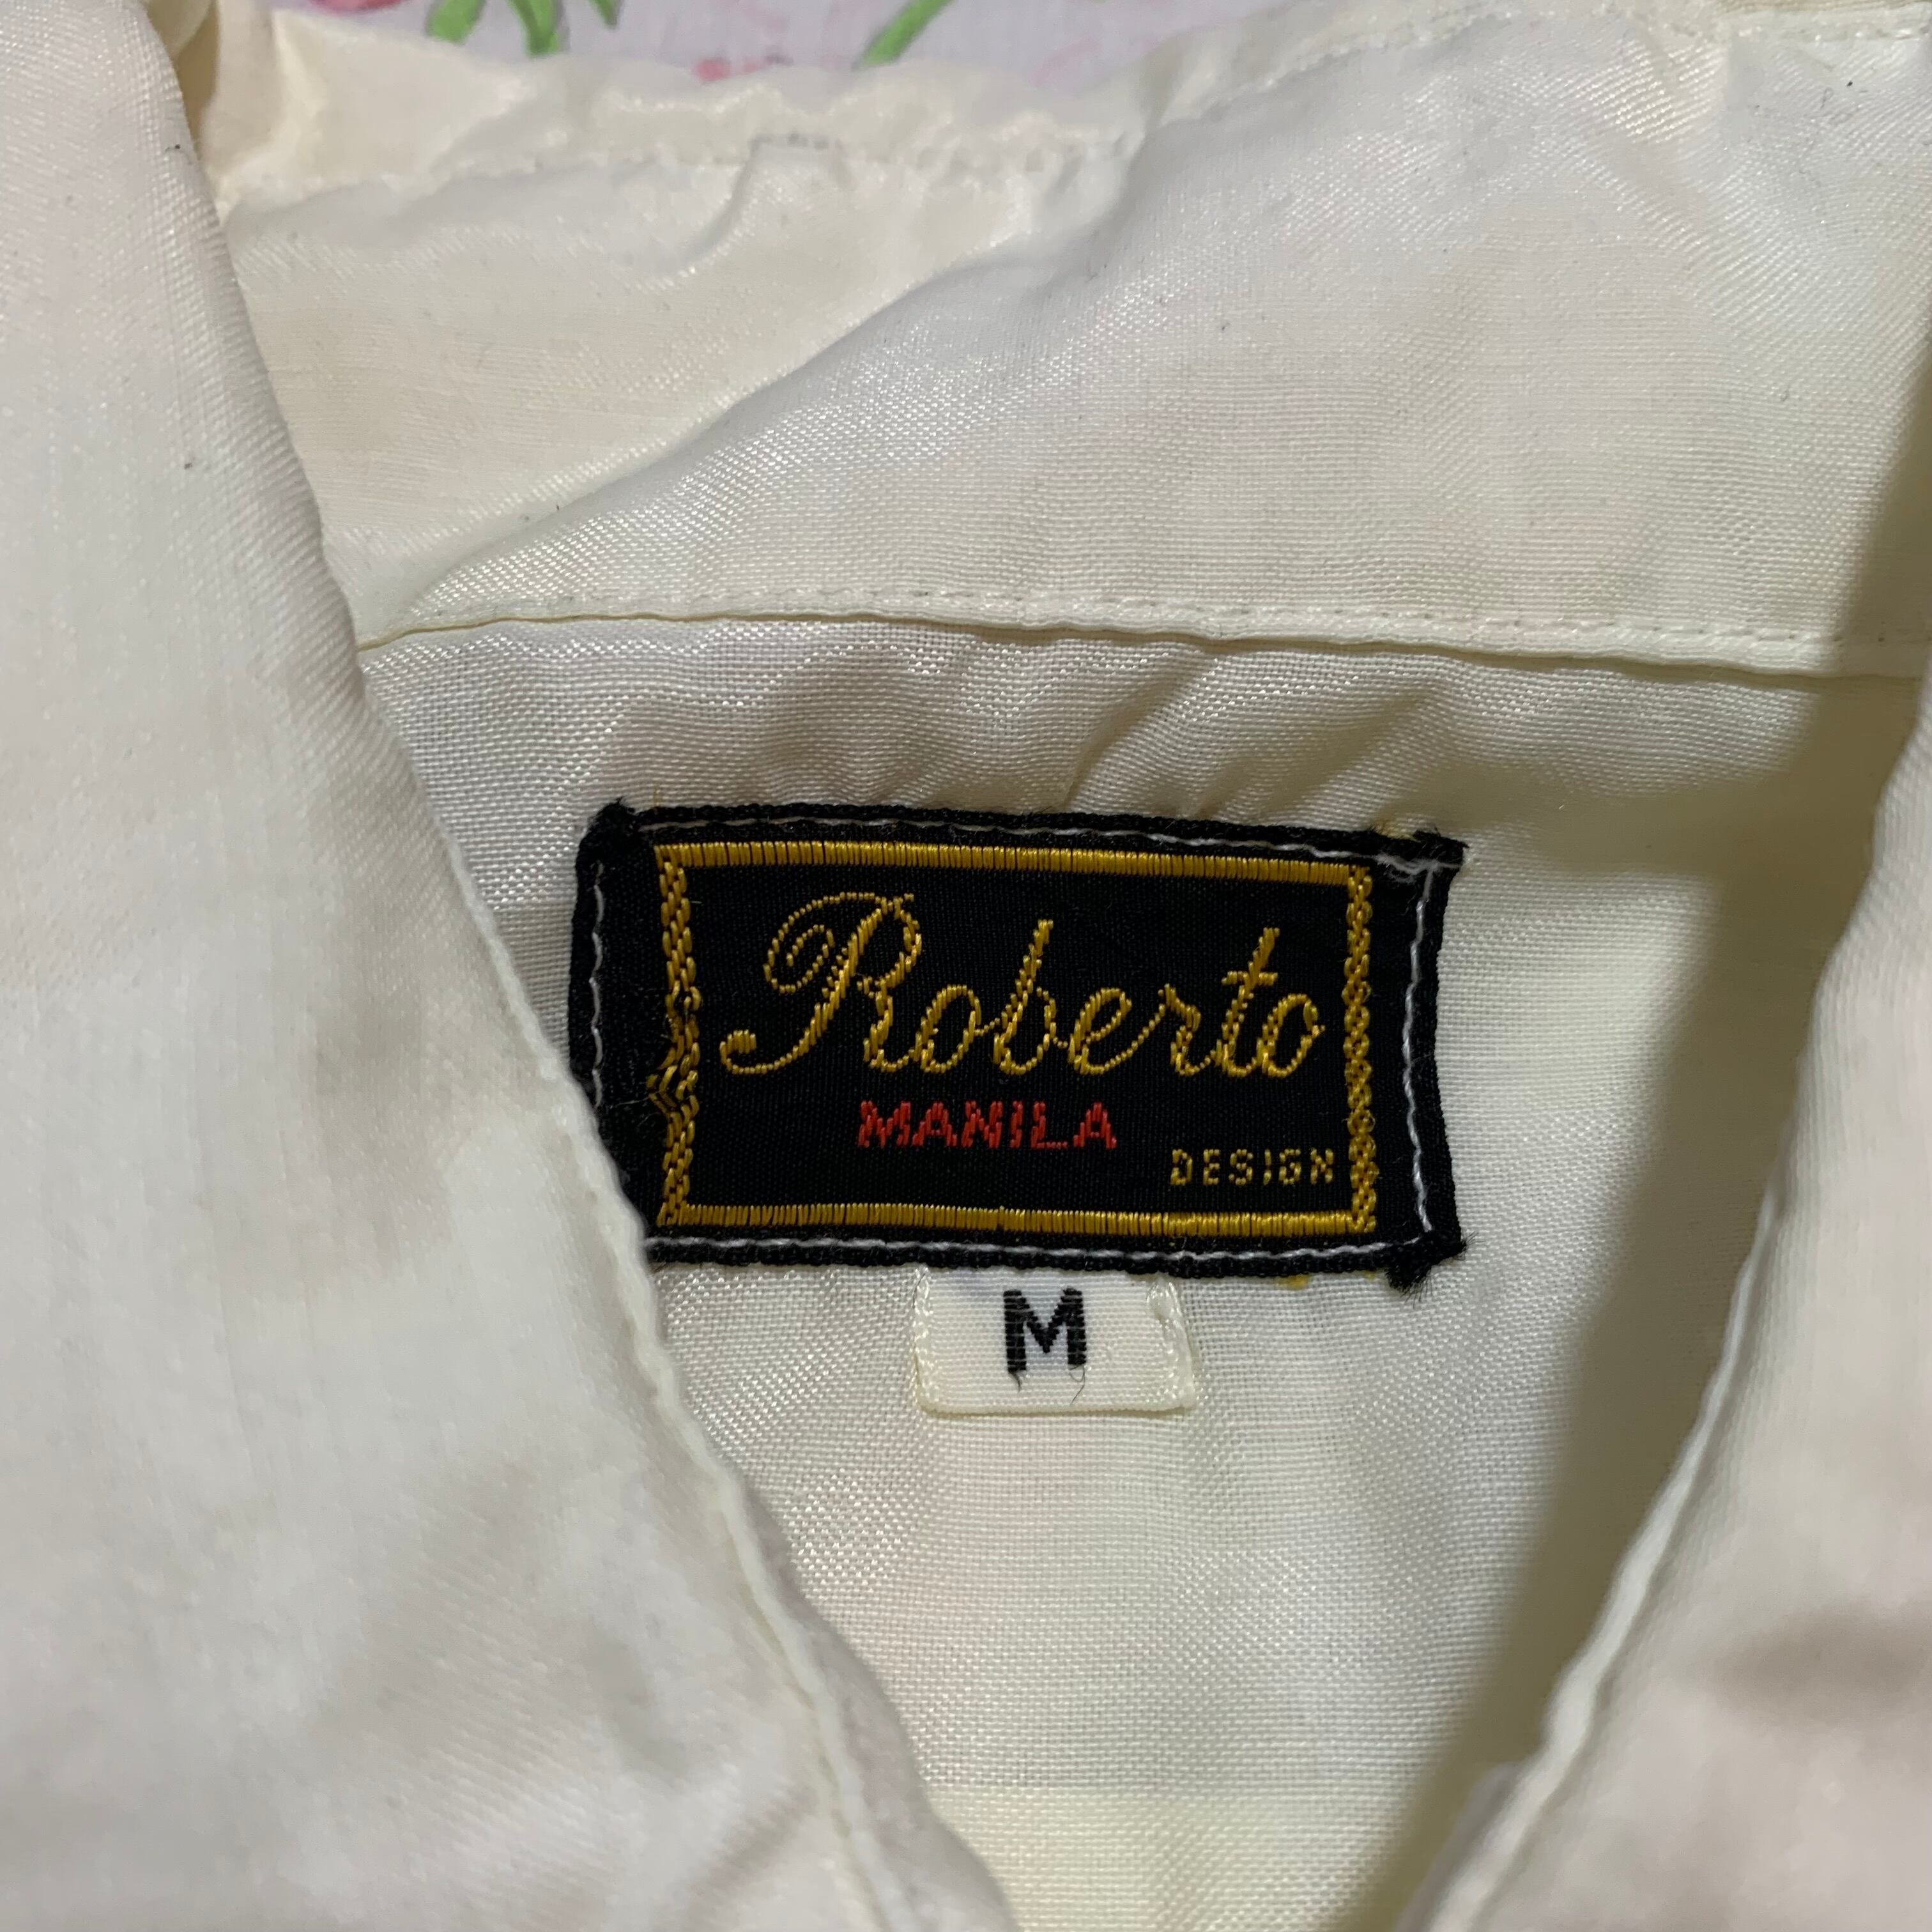 Roberto
MANILA
DESIGN
M